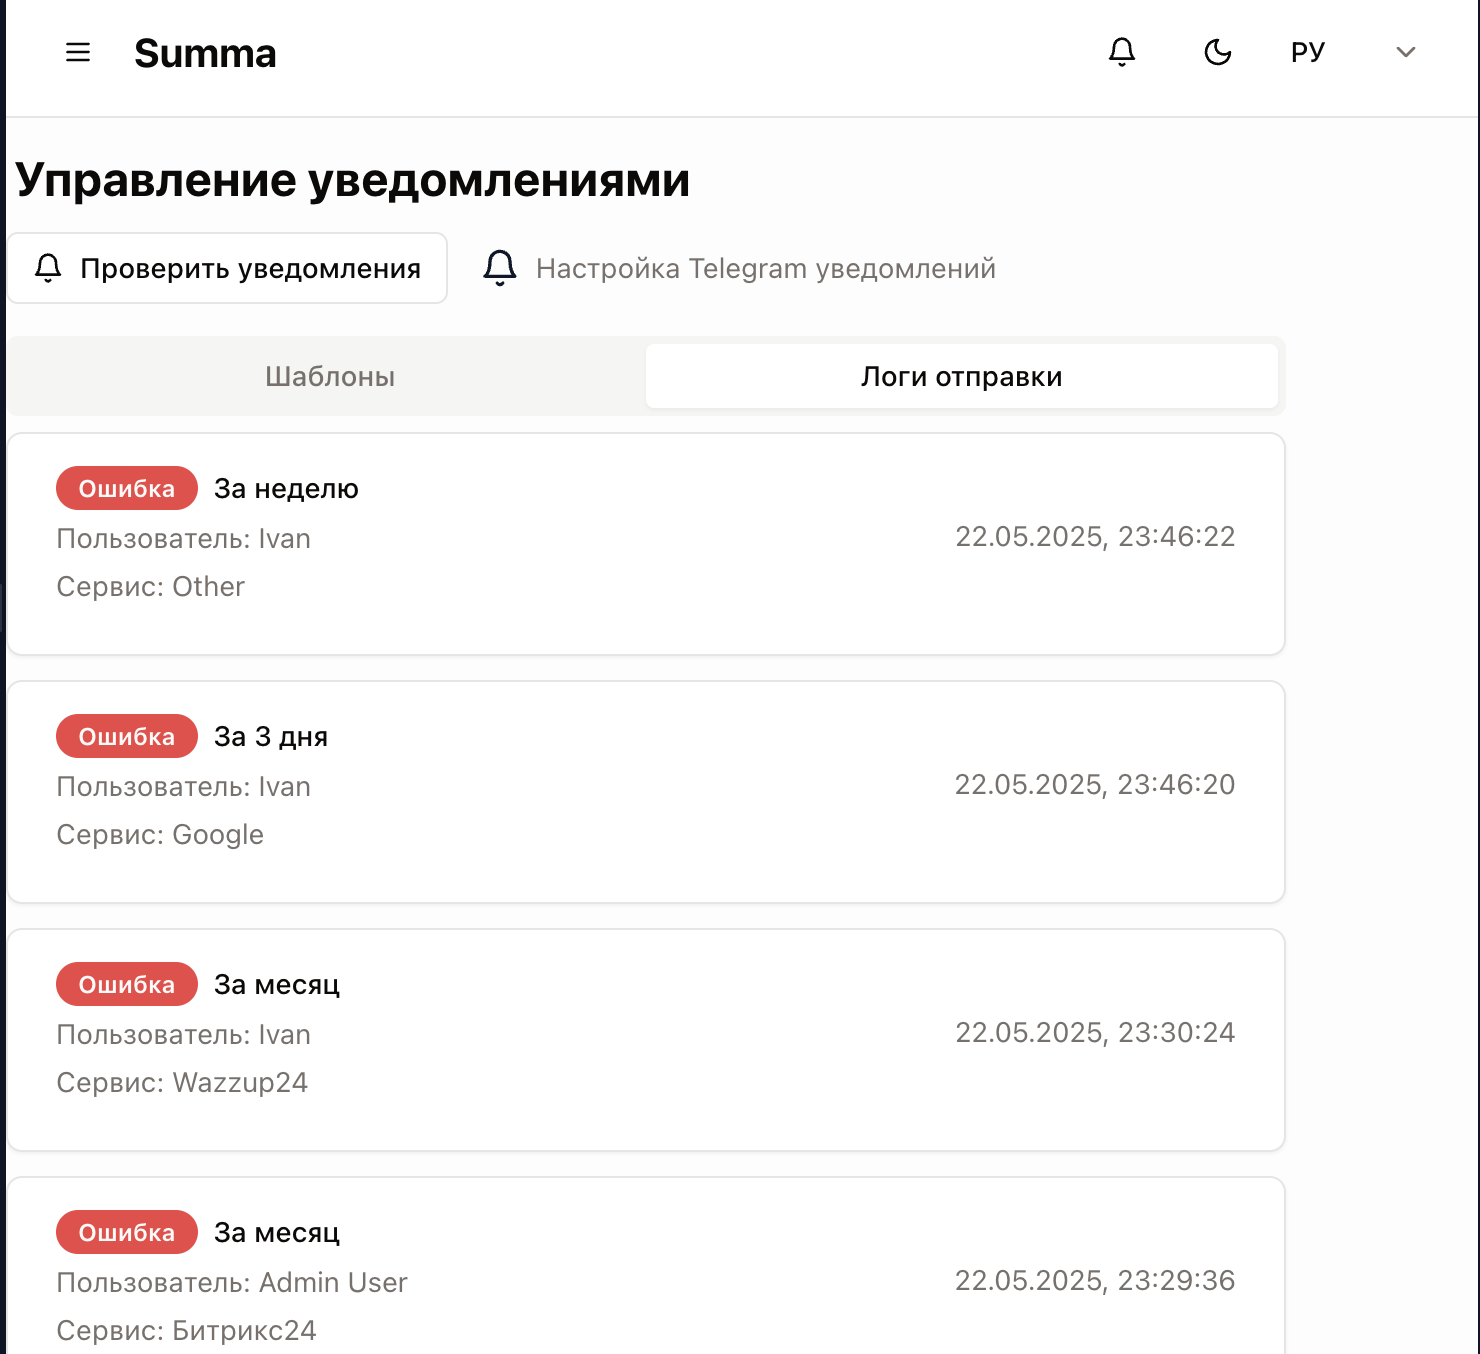 Summa
РУ
Управление уведомлениями
Проверить уведомления
Настройка Telegram уведомлений
Шаблоны
Логи отправки
Ошибка За неделю
Пользователь: Ivan
22.05.2025, 23:46:22
Сервис: Other
Ошибка За 3 дня
Пользователь: Ivan
22.05.2025, 23:46:20
Сервис: Google
Ошибка За месяц
Пользователь: Ivan
22.05.2025, 23:30:24
Сервис: Wazzup24
Ошибка За месяц
Пользователь: Admin User
22.05.2025, 23:29:36
Сервис: Битрикс24